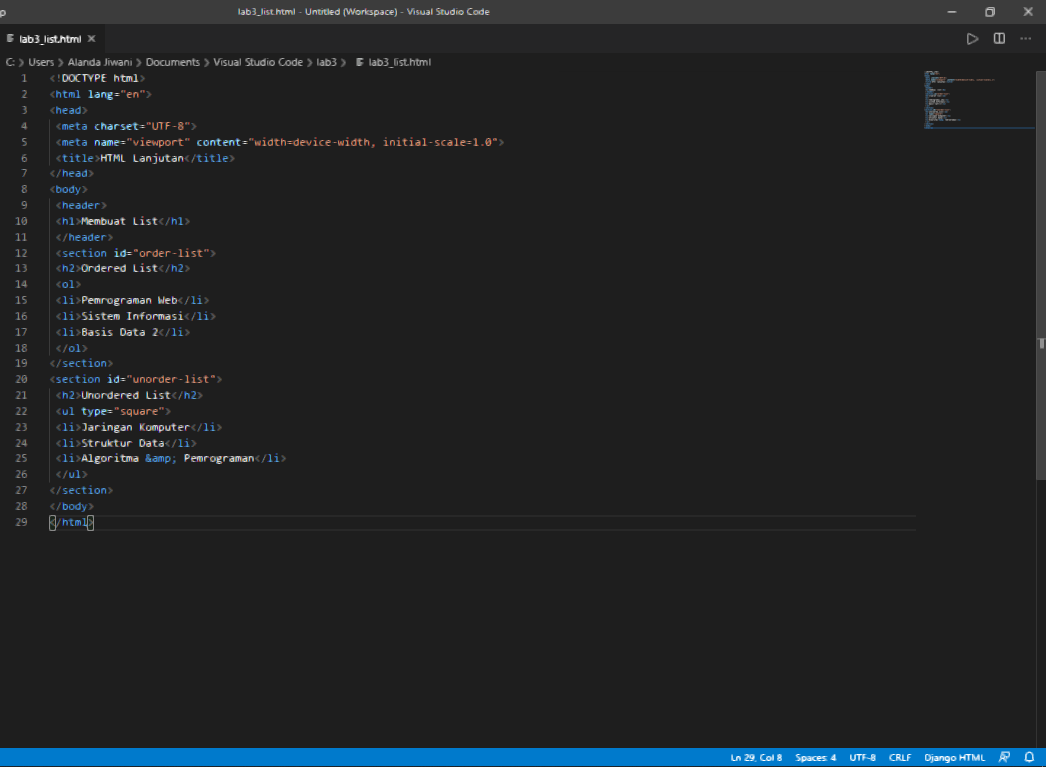 p lab3_list.html - Untitled (Workspace) - Visual Studio Code
lab3_list.html
C: > Users > Alanda Jiwani > Documents > Visual Studio Code > lab3 > lab3_list.html
1 <!DOCTYPE html>
2 <html lang="en">
3 <head>
4 <meta charset="UTF-8">
5 <meta name="viewport" content="width=device-width, initial-scale=1.0">
6 <title>HTML Lanjutan</title>
7 </head>
8 <body>
9 <header>
10 <h1>Membuat List</h1>
11 </header>
12 <section id="order-list">
13 <h2>Ordered List</h2>
14 <ol>
15 <li>Pemrograman Web</li>
16 <li>Sistem Informasi</li>
17 <li>Basis Data 2</li>
18 </ol>
19 </section>
20 <section id="unorder-list">
21 <h2>Unordered List</h2>
22 <ul type="square">
23 <li>Jaringan Komputer</li>
24 <li>Struktur Data</li>
25 <li>Algoritma &amp; Pemrograman</li>
26 </ul>
27 </section>
28 </body>
29 </html>
Ln 29, Col 8 Spaces: 4 UTF-8 CRLF Django HTML